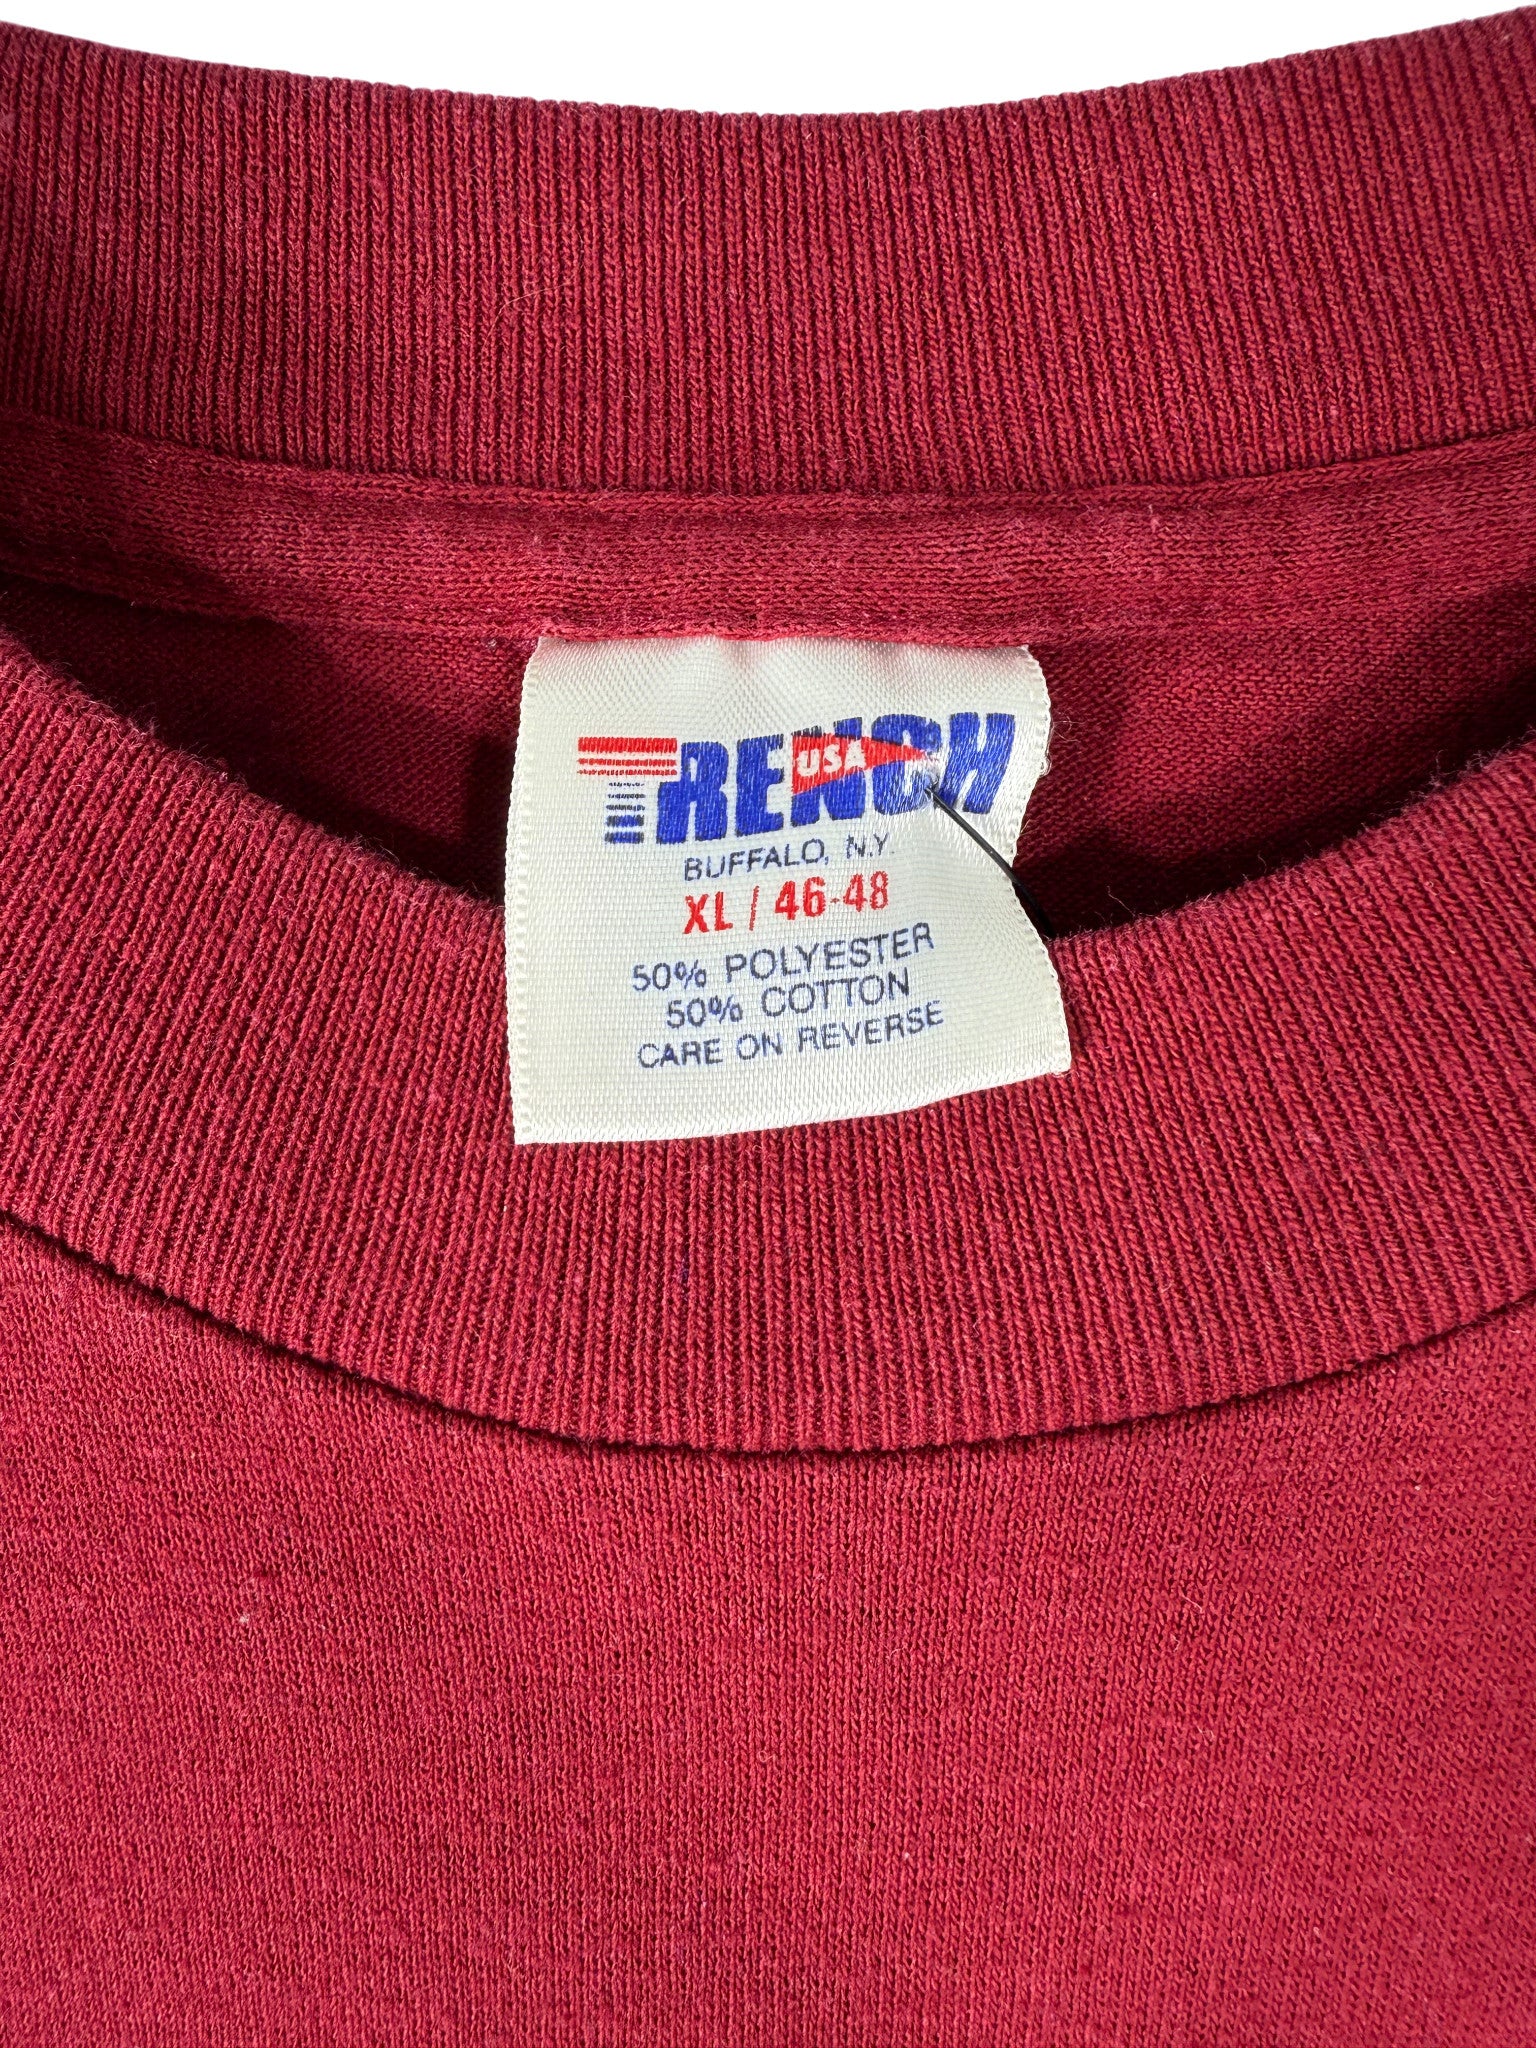 TRENCH
USA
BUFFALO, N.Y
XL / 46-48
50% POLYESTER
50% COTTON
CARE ON REVERSE